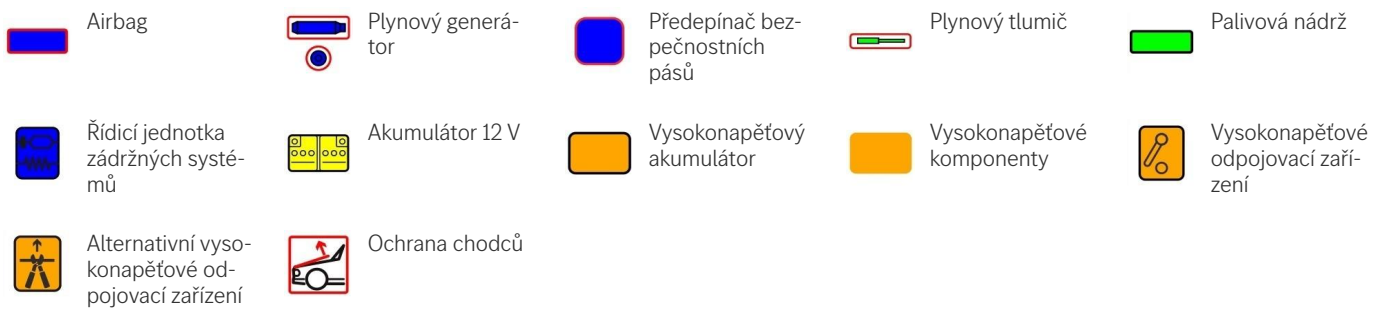 Airbag
Plynový generá-
tor
Předepínač bez-
pečnostních
pásů
Plynový tlumič
Palivová nádrž
Řídicí jednotka
zádržných systé-
mů
Akumulátor 12 V
Vysokonapěťový
akumulátor
Vysokonapěťové
komponenty
Vysokonapěťové
odpojovací zaří-
zení
Alternativní vyso-
konapěťové od-
pojovací zařízení
Ochrana chodců